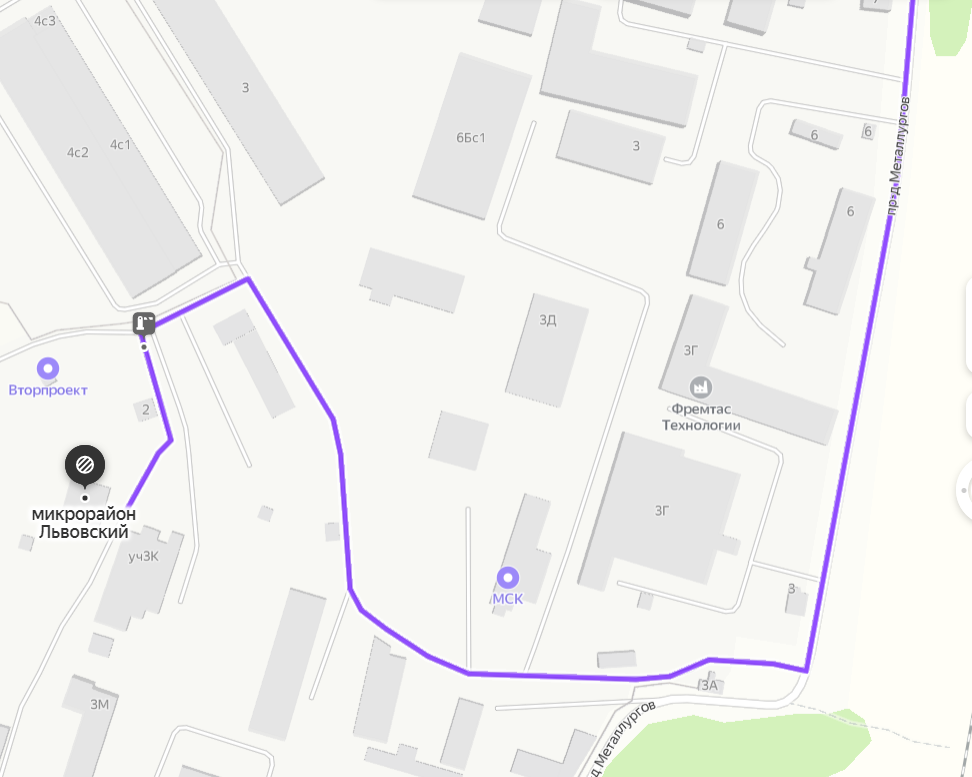 4с3
3
4с1
4с2
6Бс1
3
6
6
пр-д Металлургов
6
6
3Д
3Г
Вторпроект
2
Фремтас
Технологии
микрорайон
Львовский
3Г
уч3К
МСК
3
3А
3М
д Металлургов